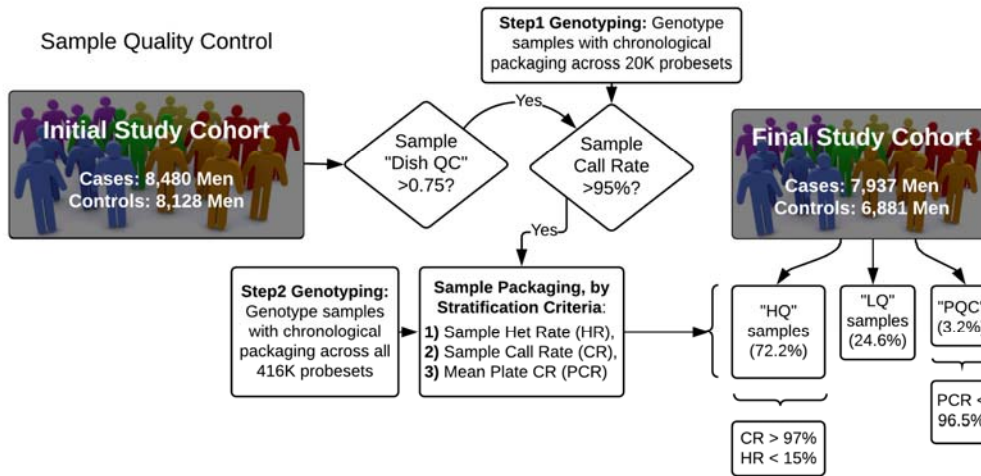 Sample Quality Control
Step1 Genotyping: Genotype
samples with chronological
packaging across 20K probesets
Initial Study Cohort
Cases: 8,480 Men
Controls: 8,128 Men
Sample
"Dish QC"
>0.75?
Yes
Sample
Call Rate
>95%?
Yes
Final Study Cohort
Cases: 7,937 Men
Controls: 6,881 Men
Step2 Genotyping:
Genotype samples
with chronological
packaging across all
416K probesets
Sample Packaging, by
Stratification Criteria:
1) Sample Het Rate (HR),
2) Sample Call Rate (CR),
3) Mean Plate CR (PCR)
"HQ"
samples
(72.2%)
"LQ"
samples
(24.6%)
"PQC"
(3.2%)
CR > 97%
HR < 15%
PCR <
96.5%